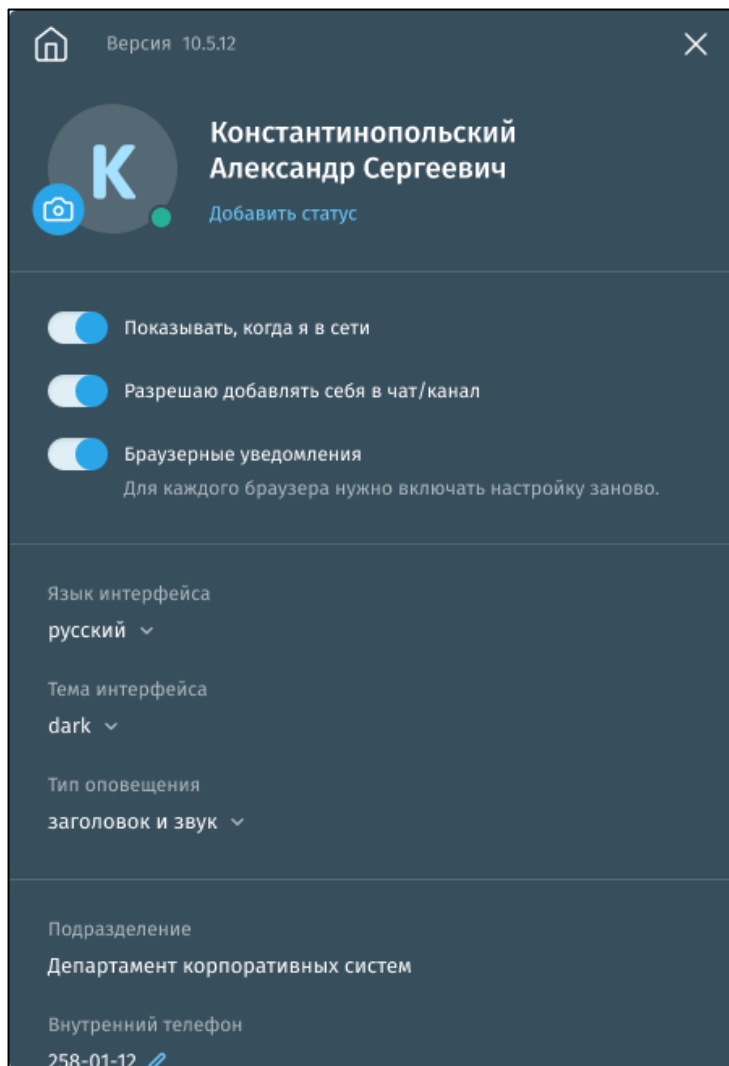 Версия 10.5.12
К
Константинопольский
Александр Сергеевич
Добавить статус
Показывать, когда я в сети
Разрешаю добавлять себя в чат/канал
Браузерные уведомления
Для каждого браузера нужно включать настройку заново.
Язык интерфейса
русский
Тема интерфейса
dark
Тип оповещения
заголовок и звук
Подразделение
Департамент корпоративных систем
Внутренний телефон
258-01-12